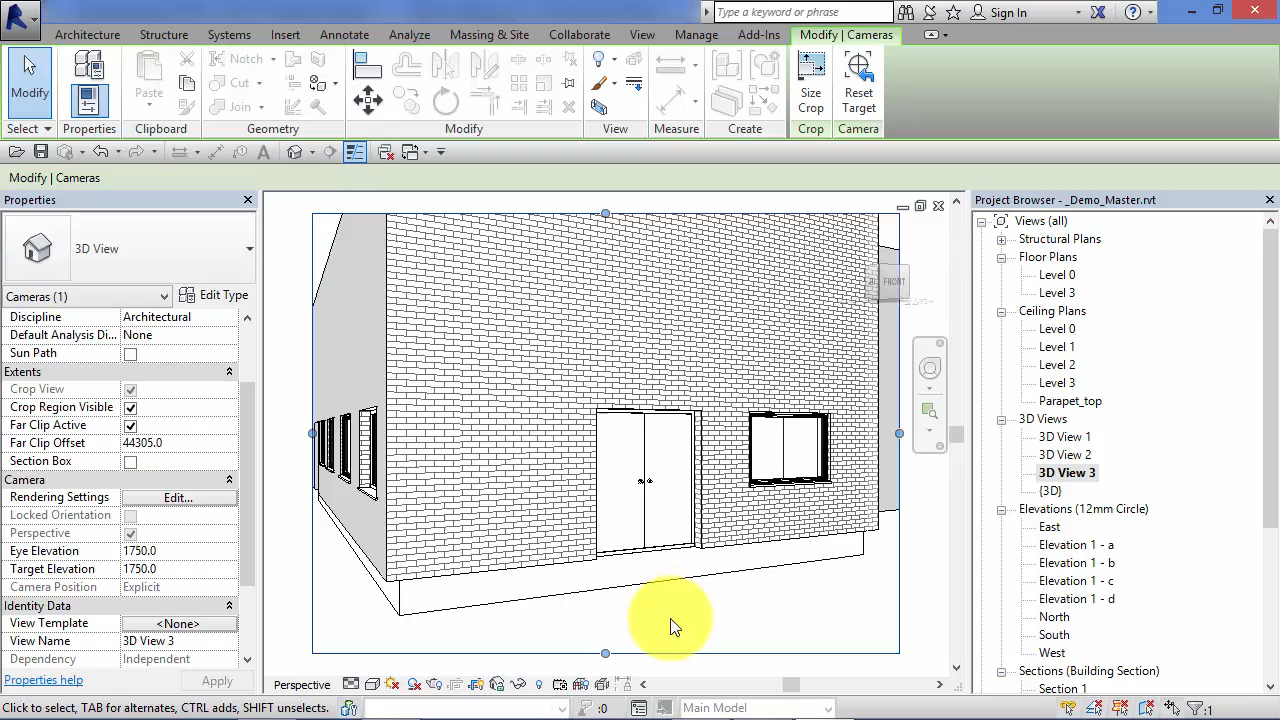 Type a keyword or phrase
Sign In
Architecture Structure Systems Insert Annotate Analyze Massing & Site Collaborate View Manage Add-Ins Modify | Cameras
Modify
Paste
Notch
Cut
Join
Size Crop
Reset Target
Select Properties Clipboard Geometry Modify View Measure Create Crop Camera
Modify | Cameras
Properties
3D View
Cameras (1)
Edit Type
Discipline Architectural
Default Analysis Di... None
Sun Path
Extents
Crop View
Crop Region Visible
Far Clip Active
Far Clip Offset 44305.0
Section Box
Camera
Rendering Settings Edit...
Locked Orientation
Perspective
Eye Elevation 1750.0
Target Elevation 1750.0
Camera Position Explicit
Identity Data
View Template <None>
View Name 3D View 3
Dependency Independent
Properties help
Apply
FRONT
Perspective
Project Browser - _Demo_Master.rvt
Views (all)
Structural Plans
Floor Plans
Level 0
Level 3
Ceiling Plans
Level 0
Level 1
Level 2
Level 3
Parapet_top
3D Views
3D View 1
3D View 2
3D View 3
{3D}
Elevations (12mm Circle)
East
Elevation 1 - a
Elevation 1 - b
Elevation 1 - c
Elevation 1 - d
North
South
West
Sections (Building Section)
Section 1
Click to select, TAB for alternates, CTRL adds, SHIFT unselects.
:0
Main Model
:1